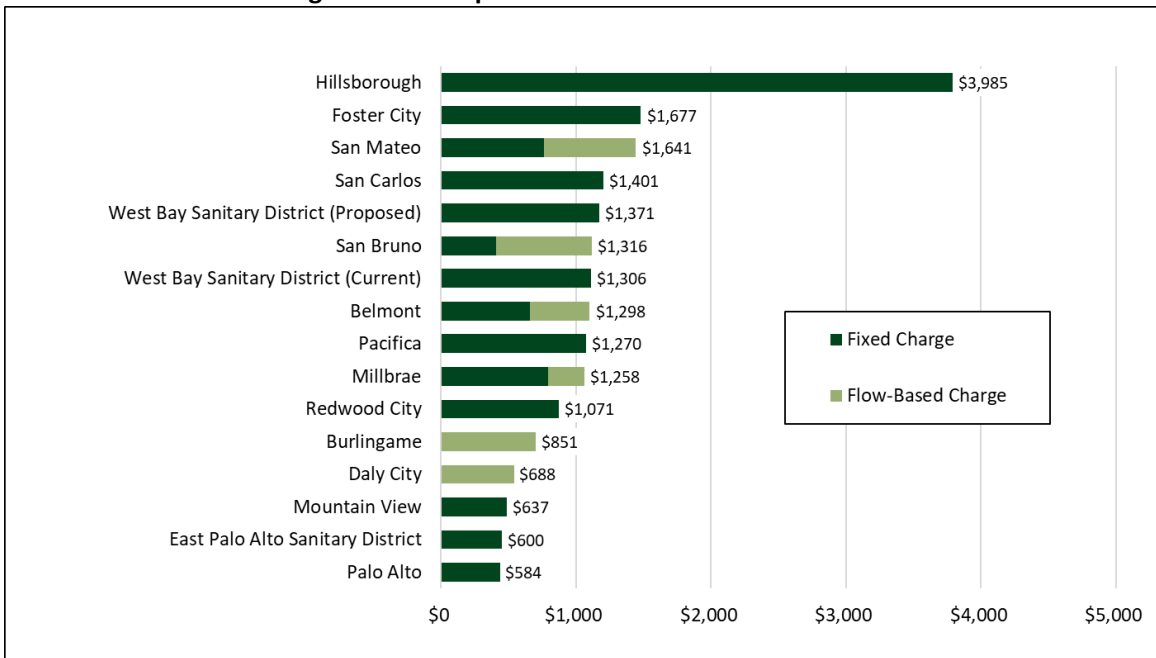 Hillsborough
$3,985
Foster City
$1,677
San Mateo
$1,641
San Carlos
$1,401
West Bay Sanitary District (Proposed)
$1,371
San Bruno
$1,316
West Bay Sanitary District (Current)
$1,306
Belmont
$1,298
Pacifica
$1,270
Millbrae
$1,258
Redwood City
$1,071
Burlingame
$851
Daly City
$688
Mountain View
$637
East Palo Alto Sanitary District
$600
Palo Alto
$584
$0 $1,000 $2,000 $3,000 $4,000 $5,000
Fixed Charge
Flow-Based Charge